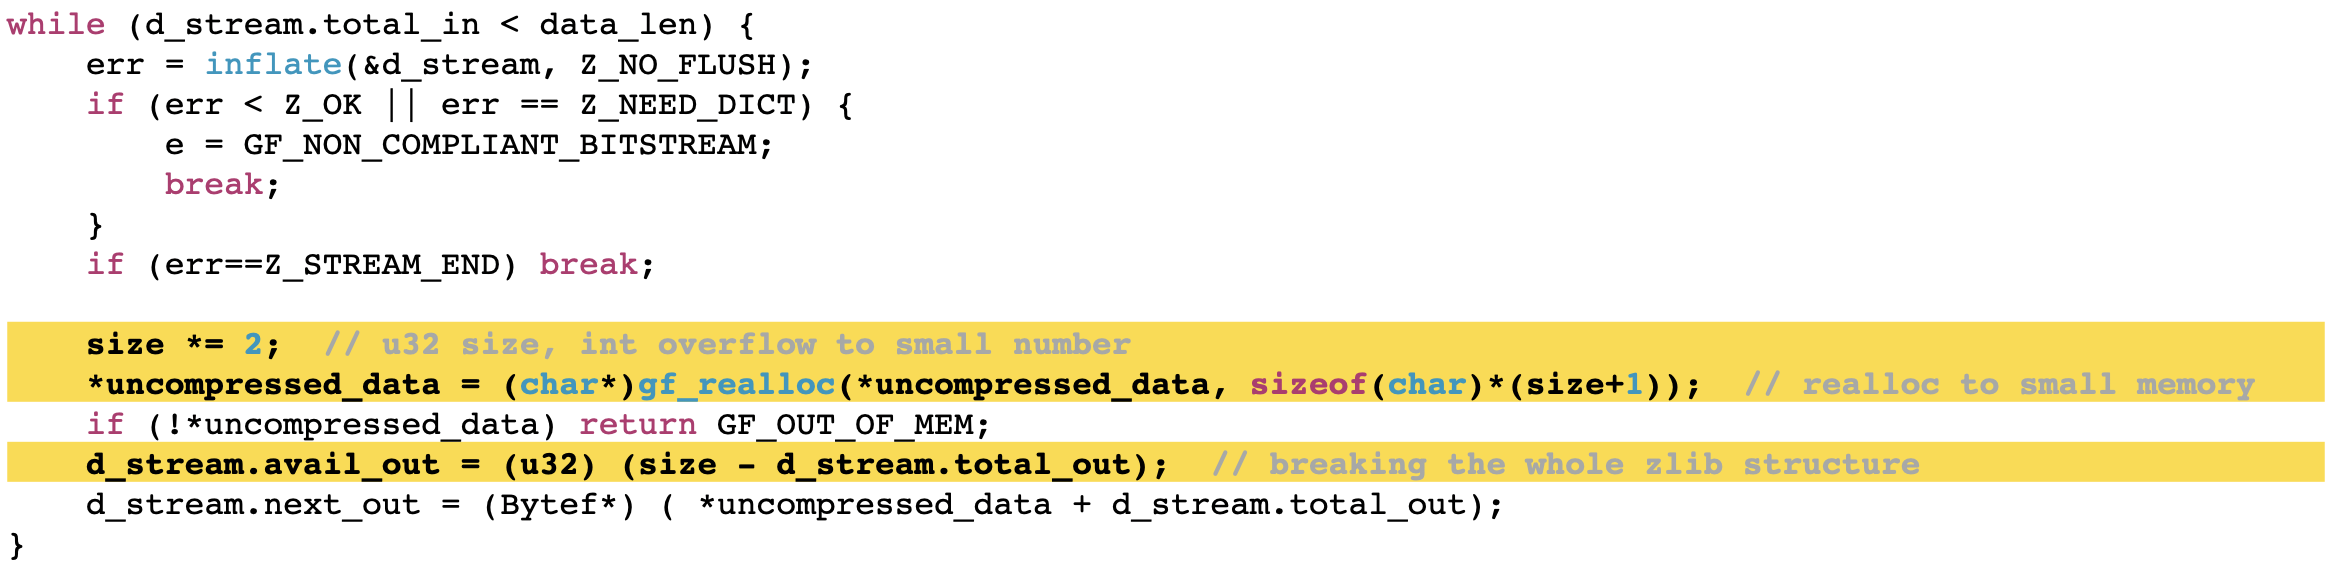 while (d_stream.total_in < data_len) {
    err = inflate(&d_stream, Z_NO_FLUSH);
    if (err < Z_OK || err == Z_NEED_DICT) {
        e = GF_NON_COMPLIANT_BITSTREAM;
        break;
    }
    if (err==Z_STREAM_END) break;

    size *= 2;  // u32 size, int overflow to small number
    *uncompressed_data = (char*)gf_realloc(*uncompressed_data, sizeof(char)*(size+1));  // realloc to small memory
    if (!*uncompressed_data) return GF_OUT_OF_MEM;
    d_stream.avail_out = (u32) (size - d_stream.total_out);  // breaking the whole zlib structure
    d_stream.next_out = (Bytef*) ( *uncompressed_data + d_stream.total_out);
}